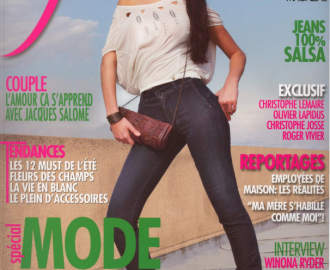 JEANS
100%
SALSA
COUPLE
L'AMOUR ÇA S'APPREND
AVEC JACQUES SALOMÉ
EXCLUSIF
CHRISTOPHE LEMAIRE
OLIVIER LAPIDUS
CHRISTOPHE JOSSE
ROGER VIVIER
TENDANCES
LES 12 MUST DE L'ÉTÉ
FLEURS DES CHAMPS
LA VIE EN BLANC
LE PLEIN D'ACCESSOIRES
REPORTAGES
EMPLOYÉES DE
MAISON: LES RÉALITÉS
"MA MÈRE S'HABILLE
COMME MOI"!
spécial
MODE
INTERVIEW
WINONA RYDER